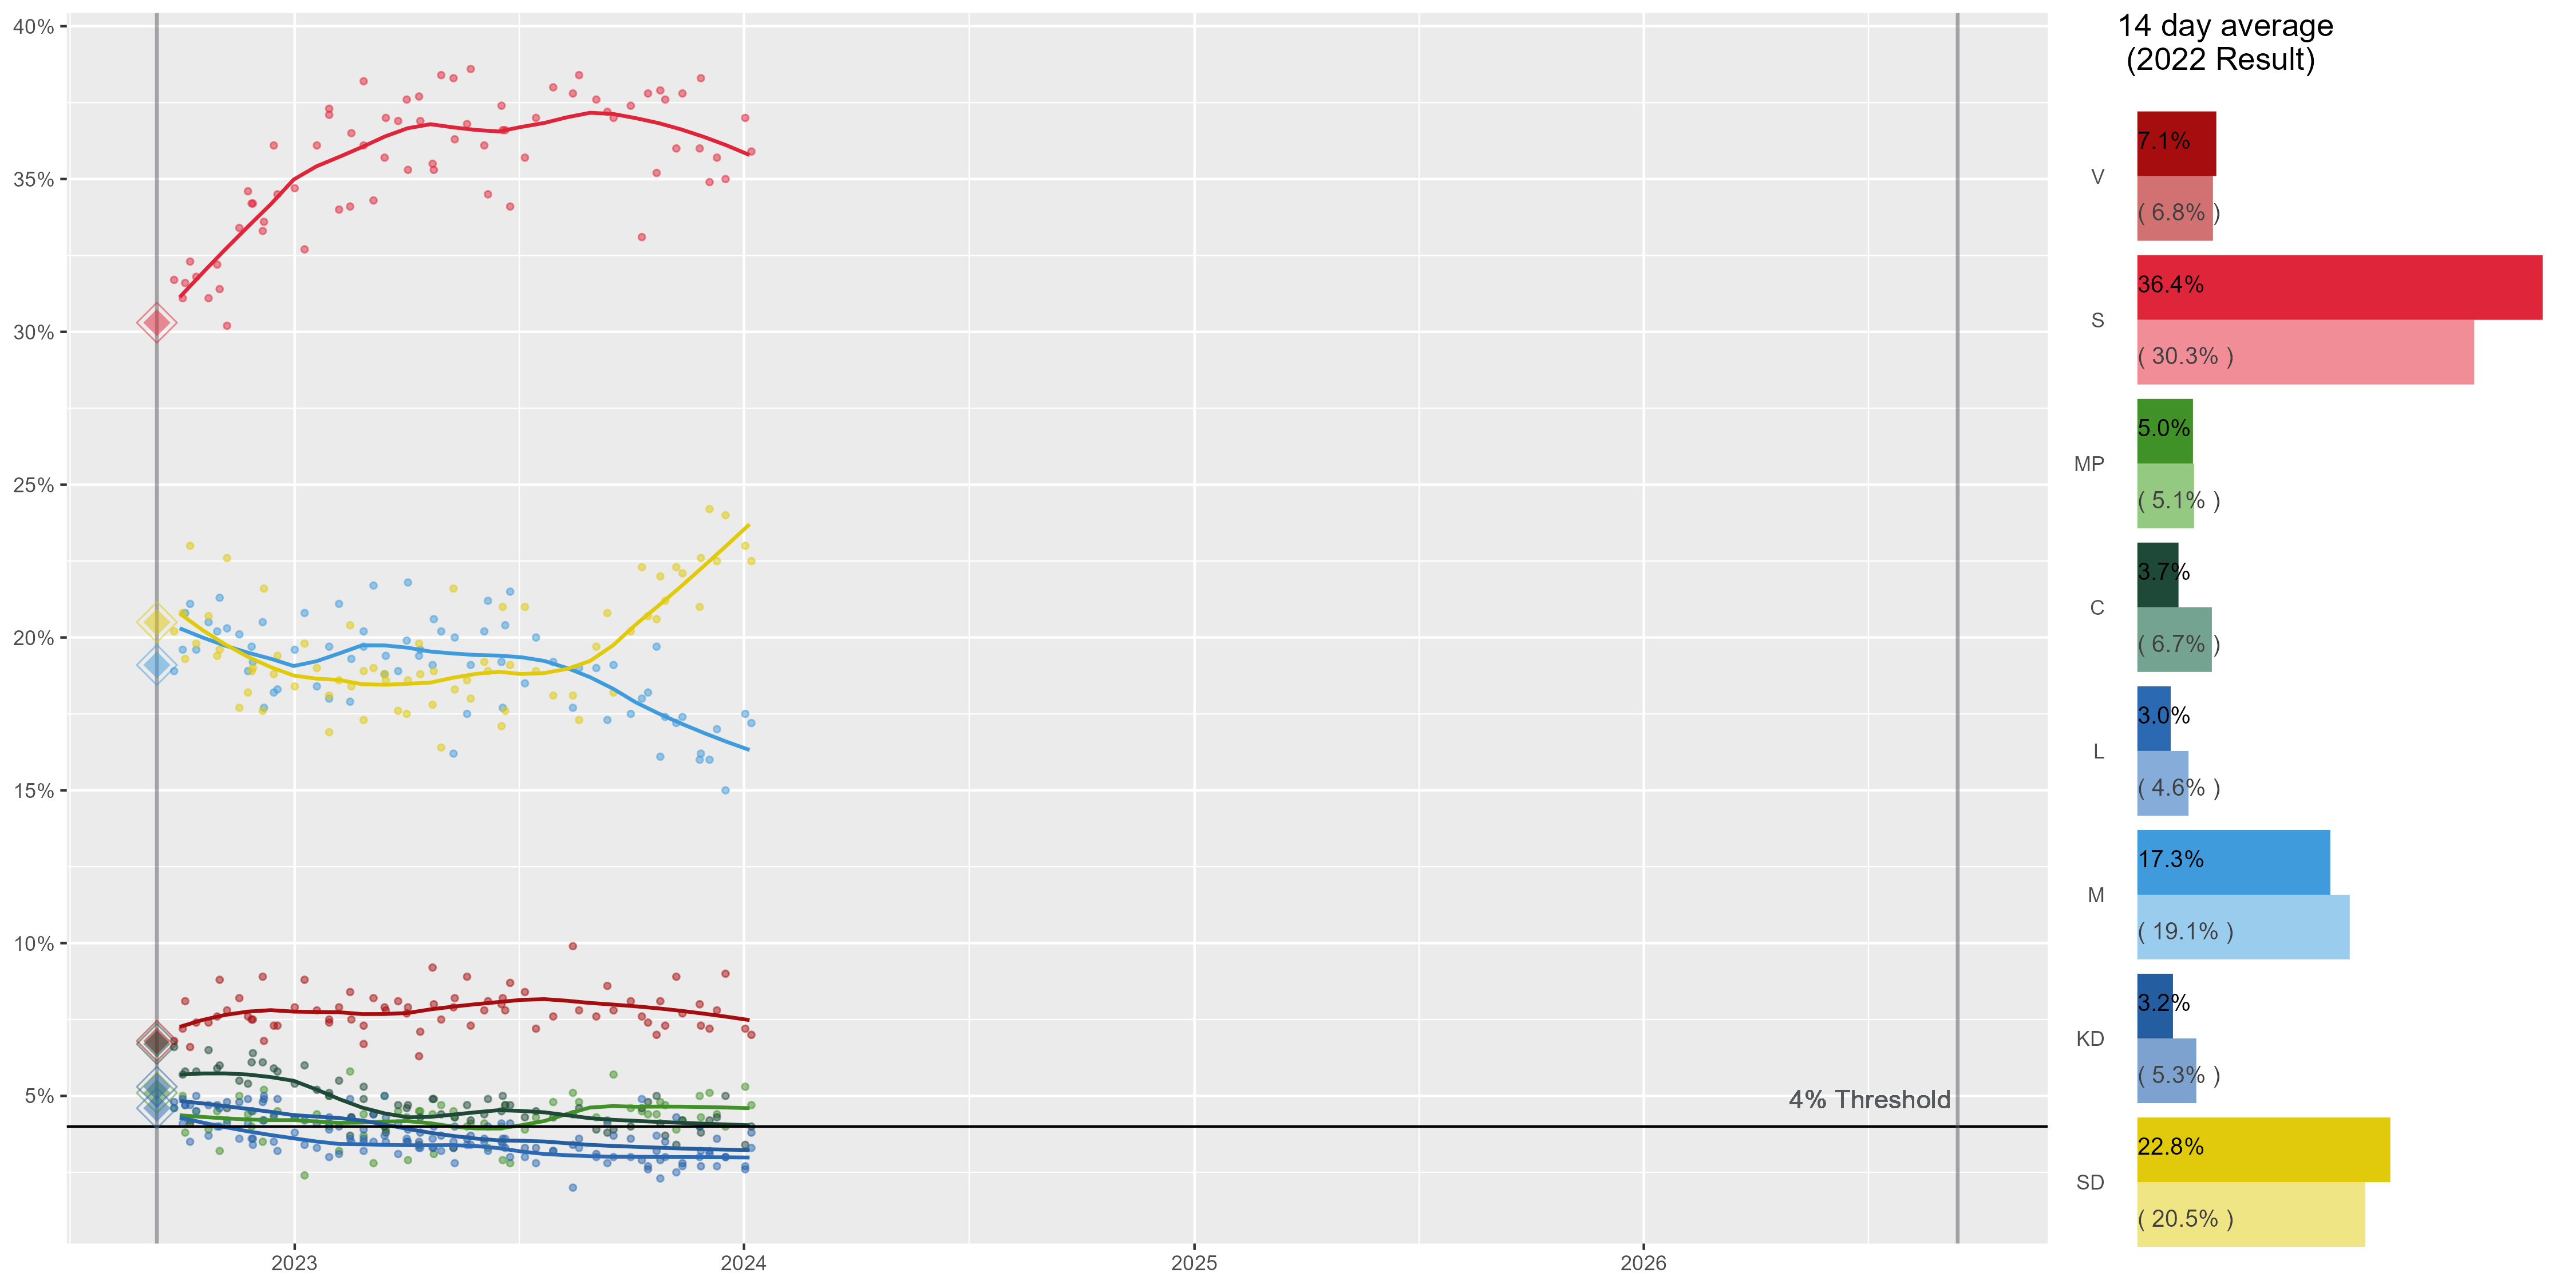 40%
35%
30%
25%
20%
15%
10%
5%
4% Threshold
2023
2024
2025
2026
14 day average
(2022 Result)
V
7.1%
( 6.8% )
S
36.4%
( 30.3% )
MP
5.0%
( 5.1% )
C
3.7%
( 6.7% )
L
3.0%
( 4.6% )
M
17.3%
( 19.1% )
KD
3.2%
( 5.3% )
SD
22.8%
( 20.5% )